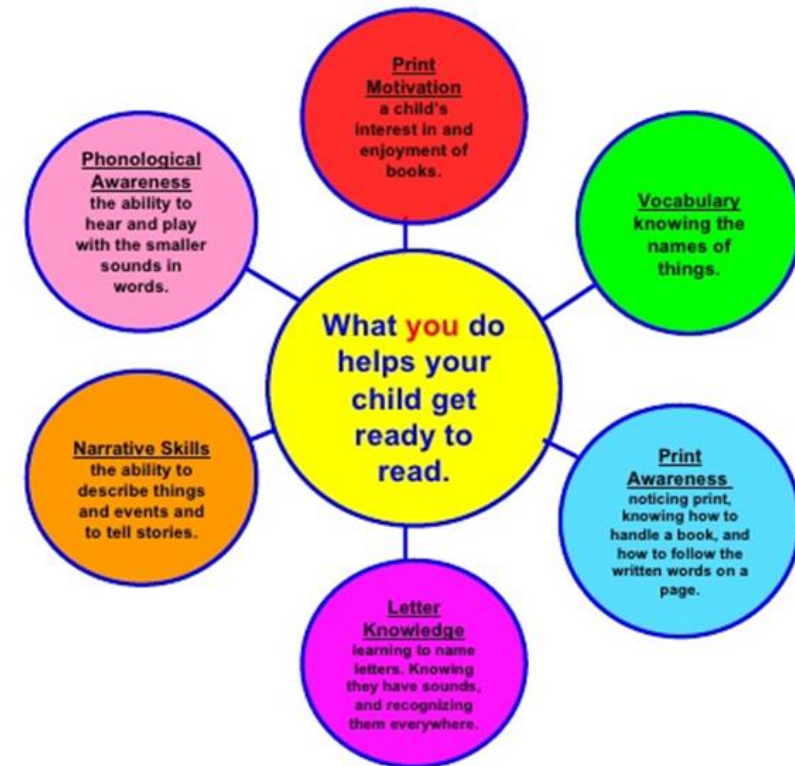 Print
Motivation
a child's
interest in and
enjoyment of
books.
Phonological
Awareness
the ability to
hear and play
with the smaller
sounds in
words.
Vocabulary
knowing the
names of
things.
What you do
helps your
child get
ready to
read.
Narrative Skills
the ability to
describe things
and events and
to tell stories.
Print
Awareness
noticing print,
knowing how to
handle a book, and
how to follow the
written words on a
page.
Letter
Knowledge
learning to name
letters. Knowing
they have sounds,
and recognizing
them everywhere.